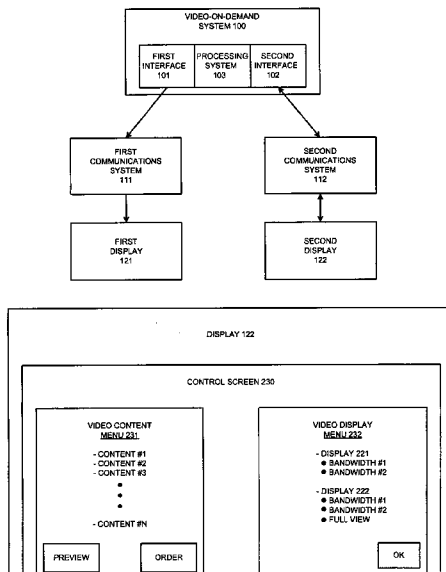 VIDEO-ON-DEMAND
SYSTEM 100
FIRST
INTERFACE
101
PROCESSING
SYSTEM
103
SECOND
INTERFACE
102
FIRST
COMMUNICATIONS
SYSTEM
111
SECOND
COMMUNICATIONS
SYSTEM
112
FIRST
DISPLAY
121
SECOND
DISPLAY
122
DISPLAY 122
CONTROL SCREEN 230
VIDEO CONTENT
MENU 231
- CONTENT #1
- CONTENT #2
- CONTENT #3
•
•
•
- CONTENT #N
PREVIEW
ORDER
VIDEO DISPLAY
MENU 232
- DISPLAY 221
• BANDWIDTH #1
• BANDWIDTH #2
- DISPLAY 222
• BANDWIDTH #1
• BANDWIDTH #2
• FULL VIEW
OK